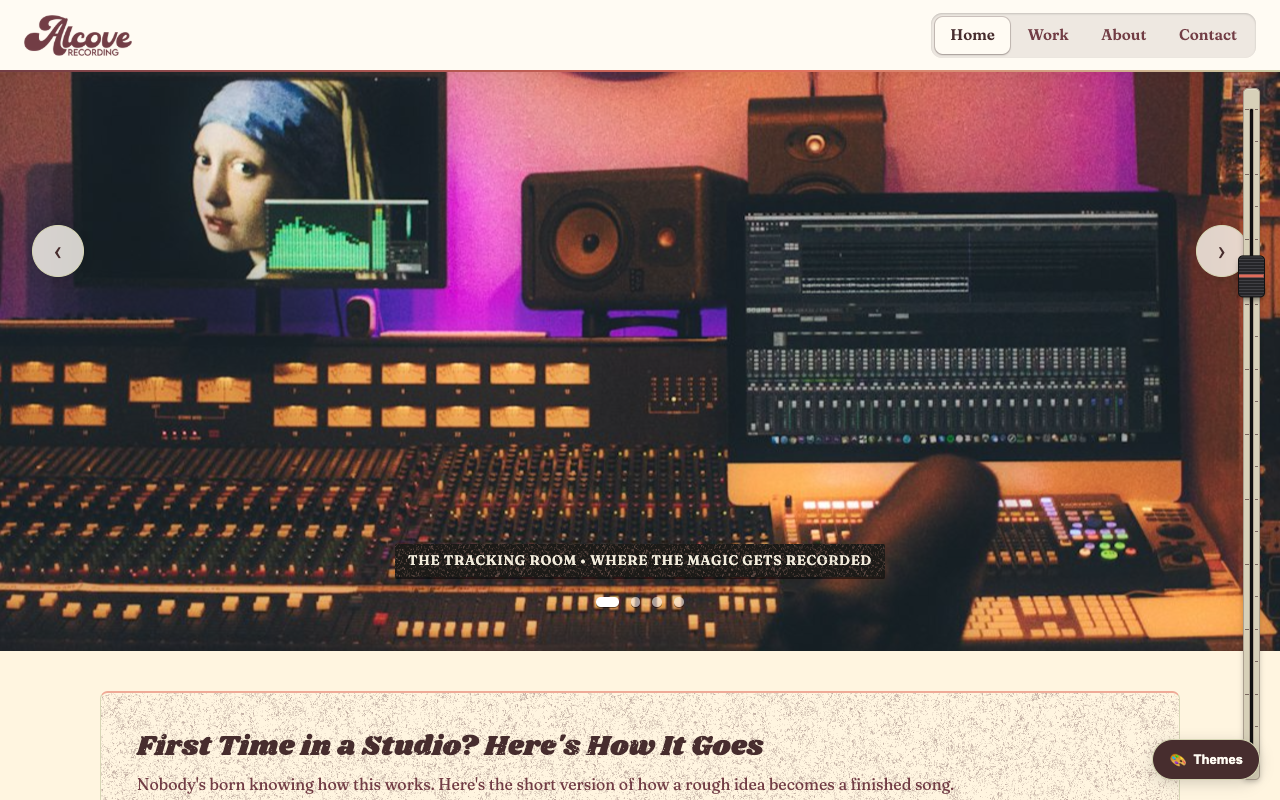 Alcove
RECORDING
Home
Work
About
Contact
THE TRACKING ROOM • WHERE THE MAGIC GETS RECORDED
First Time in a Studio? Here's How It Goes
Nobody's born knowing how this works. Here's the short version of how a rough idea becomes a finished song.
Themes